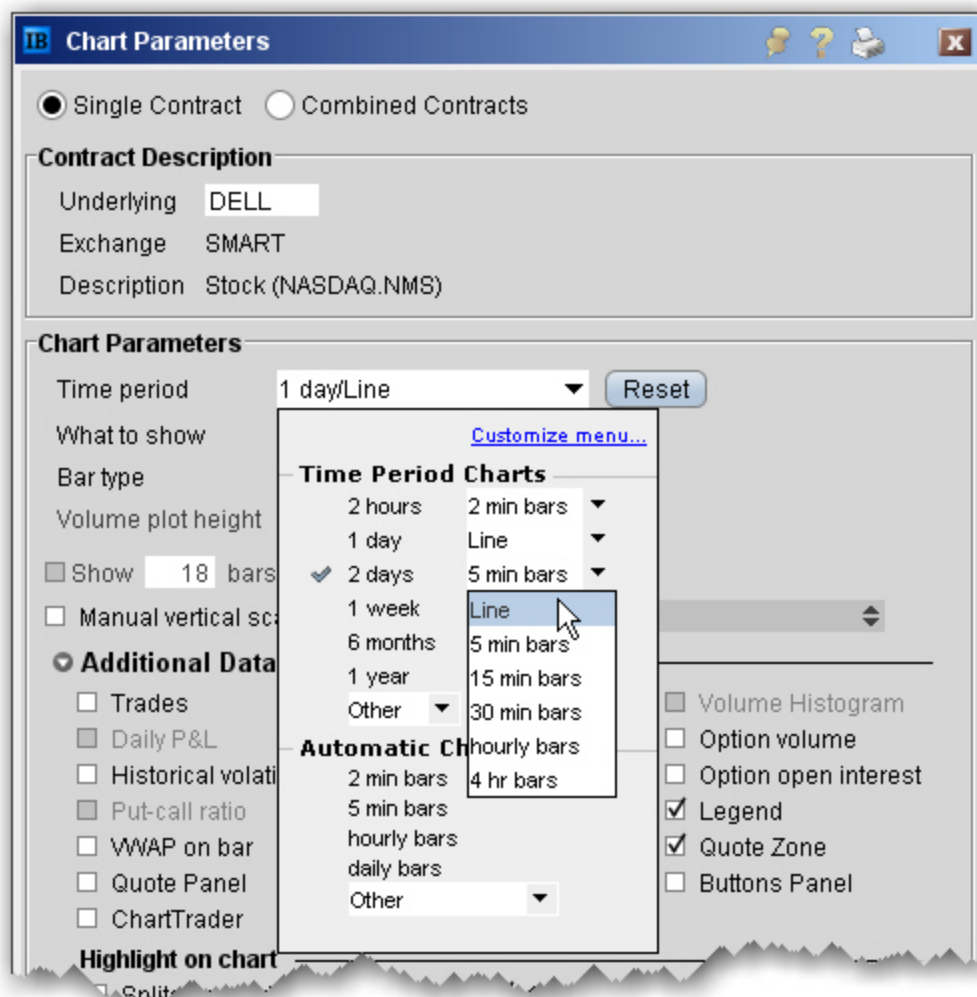 IB Chart Parameters
Single Contract Combined Contracts
Contract Description
Underlying DELL
Exchange SMART
Description Stock (NASDAQ.NMS)
Chart Parameters
Time period 1 day/Line Reset
What to show
Bar type
Volume plot height
Show 18 bars
Manual vertical
Additional Data
Trades
Daily P&L
Historical
Put-call ratio
VWAP on bar
Quote Panel
ChartTrader
Highlight on chart
Customize menu...
Time Period Charts
2 hours 2 min bars
1 day Line
2 days 5 min bars
1 week
6 months
1 year
Other
Line
5 min bars
15 min bars
30 min bars
hourly bars
4 hr bars
Automatic
2 min bars
5 min bars
hourly bars
daily bars
Other
Volume Histogram
Option volume
Option open interest
Legend
Quote Zone
Buttons Panel